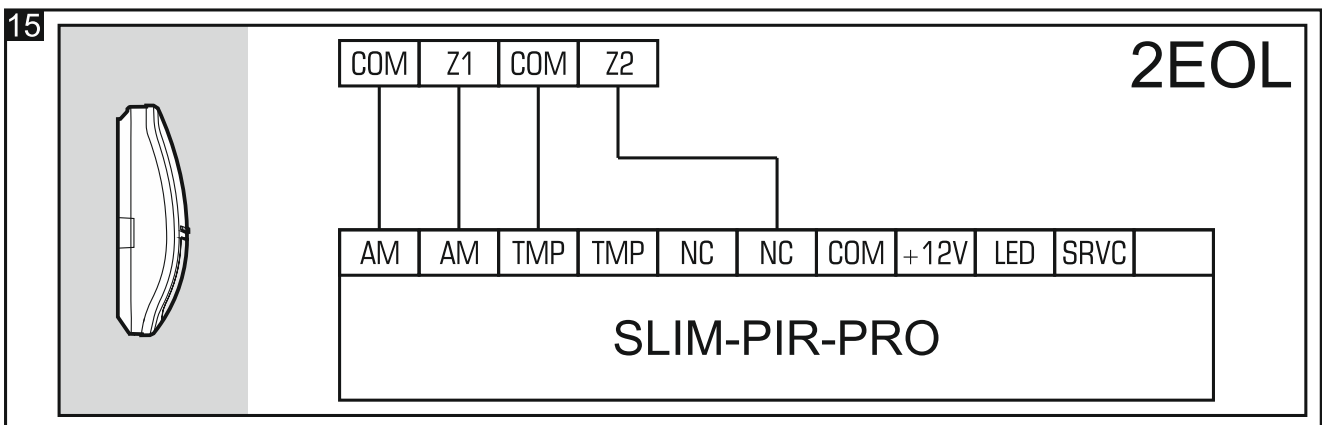 15
COM Z1 COM Z2
2EOL
AM AM TMP TMP NC NC COM +12V LED SRVC
SLIM-PIR-PRO